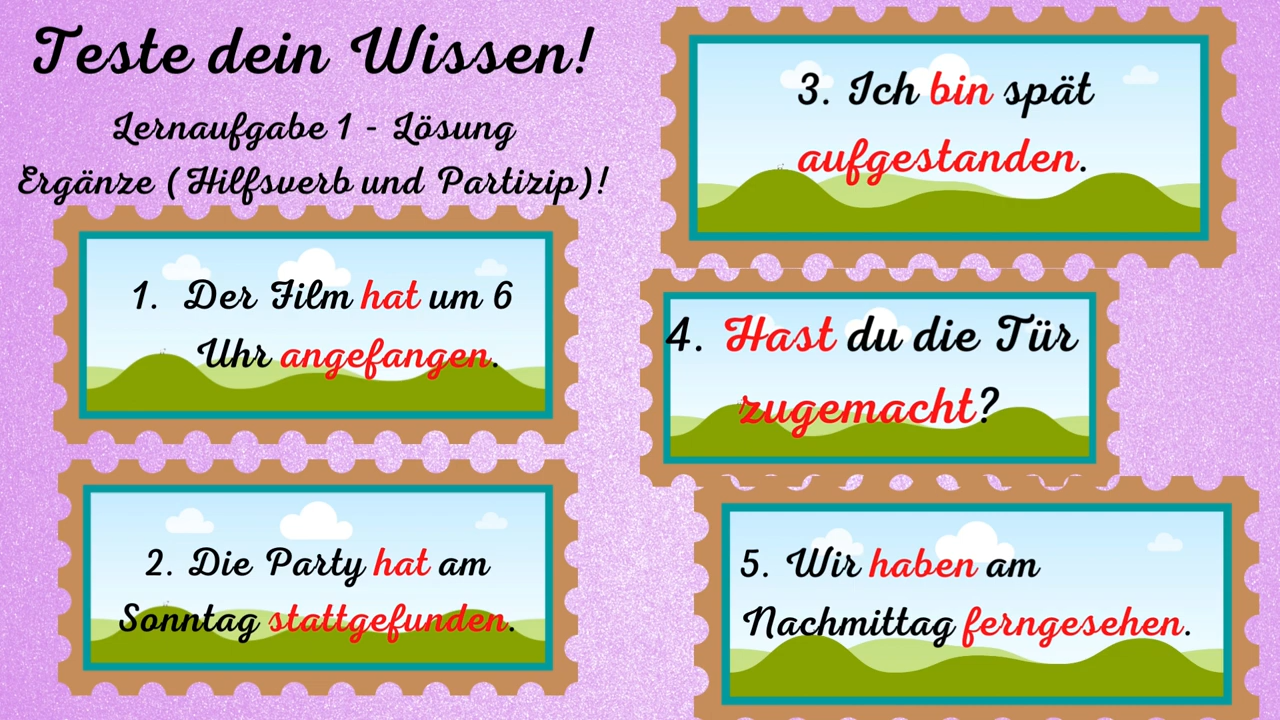 Teste dein Wissen!
Lernaufgabe 1 - Lösung
Ergänze (Hilfsverb und Partizip)!
1. Der Film hat um 6
Uhr angefangen.
2. Die Party hat am
Sonntag stattgefunden.
3. Ich bin spät
aufgestanden.
4. Hast du die Tür
zugemacht?
5. Wir haben am
Nachmittag ferngesehen.